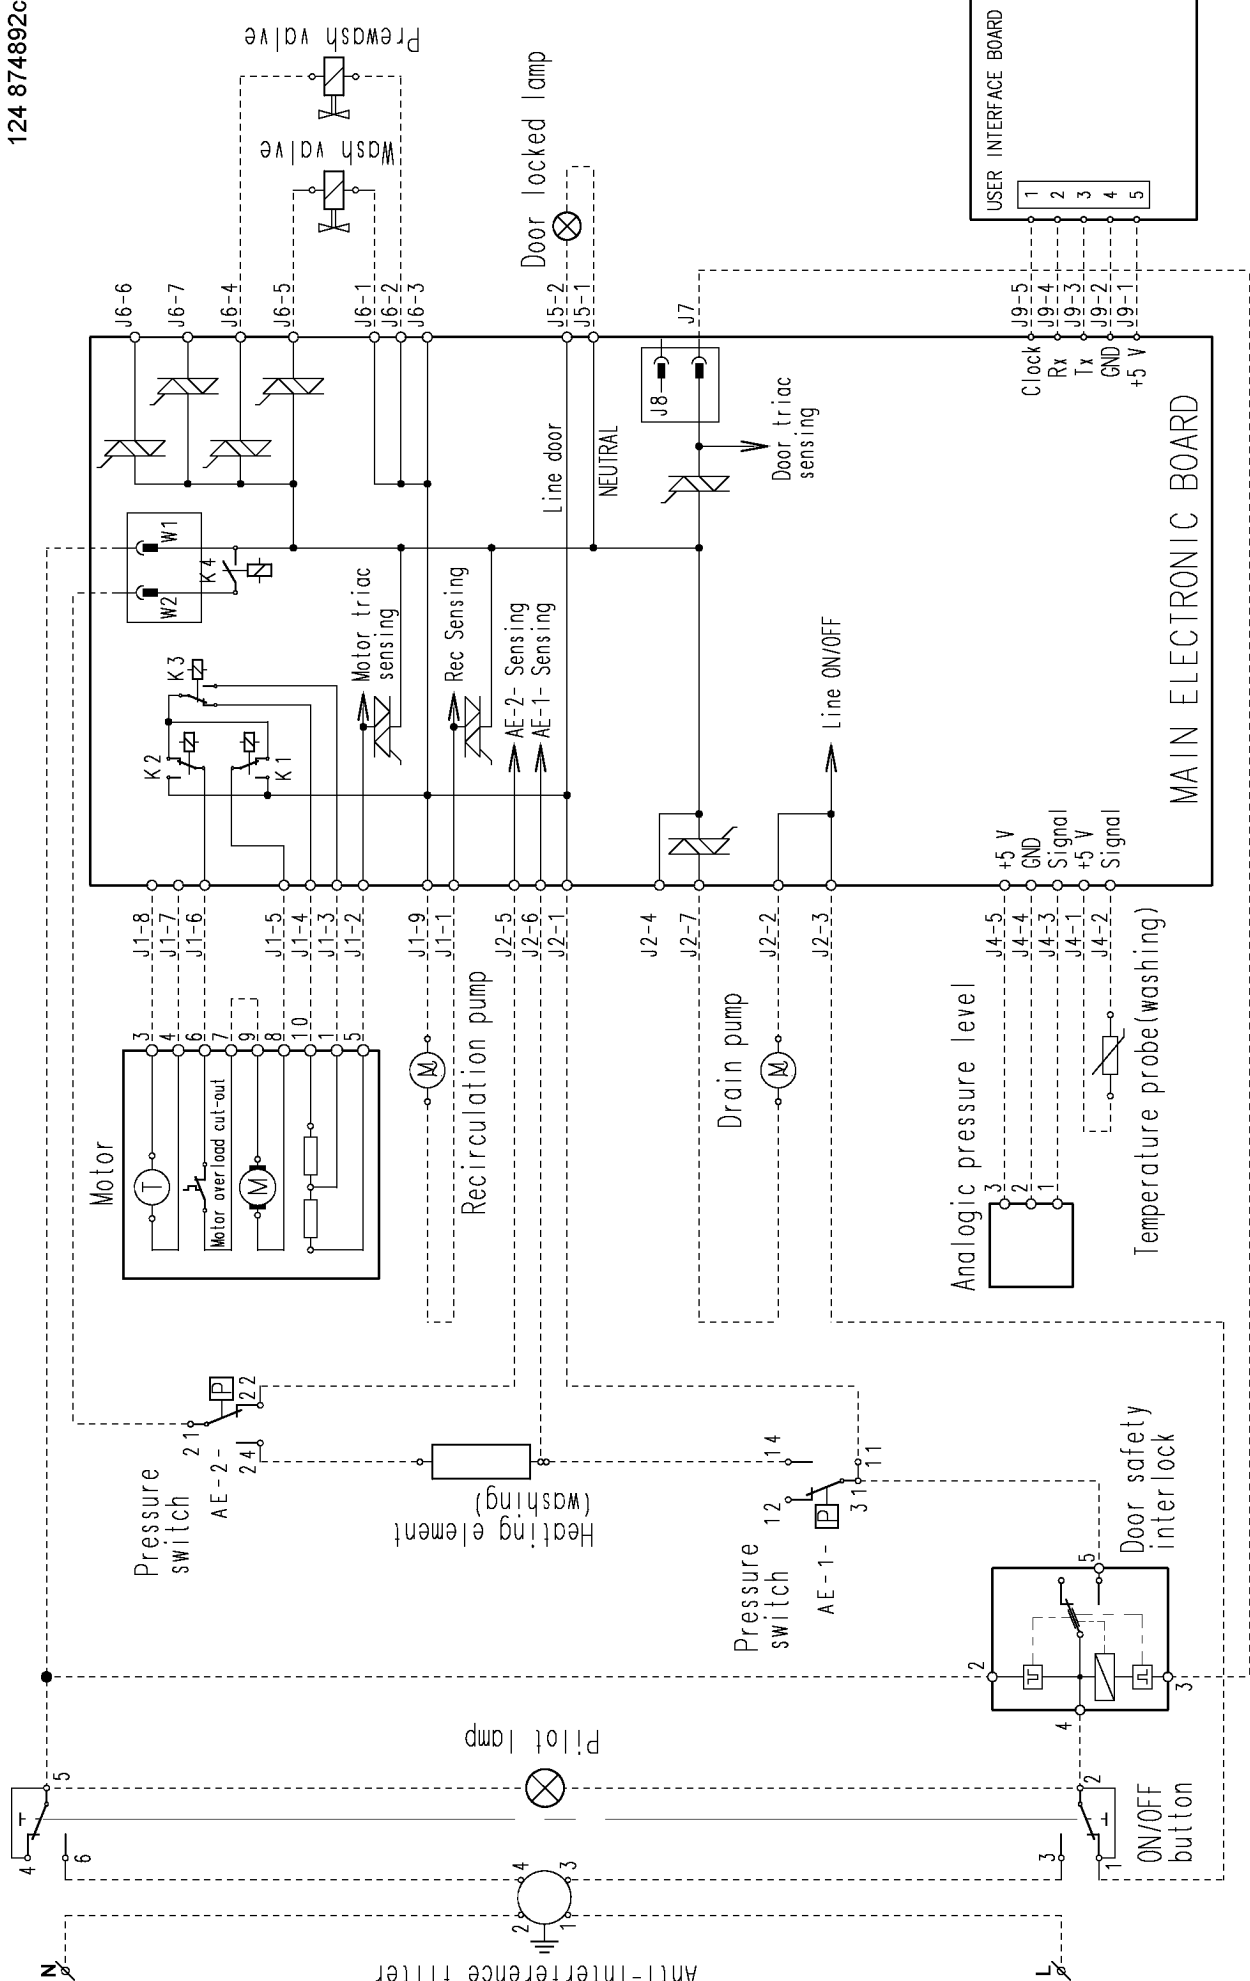 124 874892c
Prewash valve
Wash valve
Door locked lamp
USER INTERFACE BOARD
1
2
3
4
5
J6-6
J6-7
J6-4
J6-5
J6-1
J6-2
J6-3
J5-2
J5-1
J7
J9-5
J9-4
J9-3
J9-2
J9-1
Clock
Rx
Tx
GND
+5 V
J8
Door triac
sensing
Line door
NEUTRAL
W1
W2
K4
K3
K2
K1
Motor triac
sensing
Rec Sensing
AE-2- Sensing
AE-1- Sensing
Line ON/OFF
MAIN ELECTRONIC BOARD
+5 V
GND
Signal
+5 V
Signal
J1-8
J1-7
J1-6
J1-5
J1-4
J1-3
J1-2
J1-9
J1-1
J2-5
J2-6
J2-1
J2-4
J2-7
J2-2
J2-3
J4-5
J4-4
J4-3
J4-1
J4-2
3
4
6
7
9
8
10
1
5
Motor
T
Motor overload cut-out
M
M
Recirculation pump
M
Drain pump
Analogic pressure level
3
2
1
Temperature probe(washing)
Pressure
switch
AE-2-
21
P
22
24
Heating element
(washing)
Pressure
switch
AE-1-
12
14
P
31
11
Door safety
interlock
5
2
3
4
Pilot lamp
5
4
6
4
3
2
1
2
3
1
ON/OFF
button
N
L
Anti-interference filter